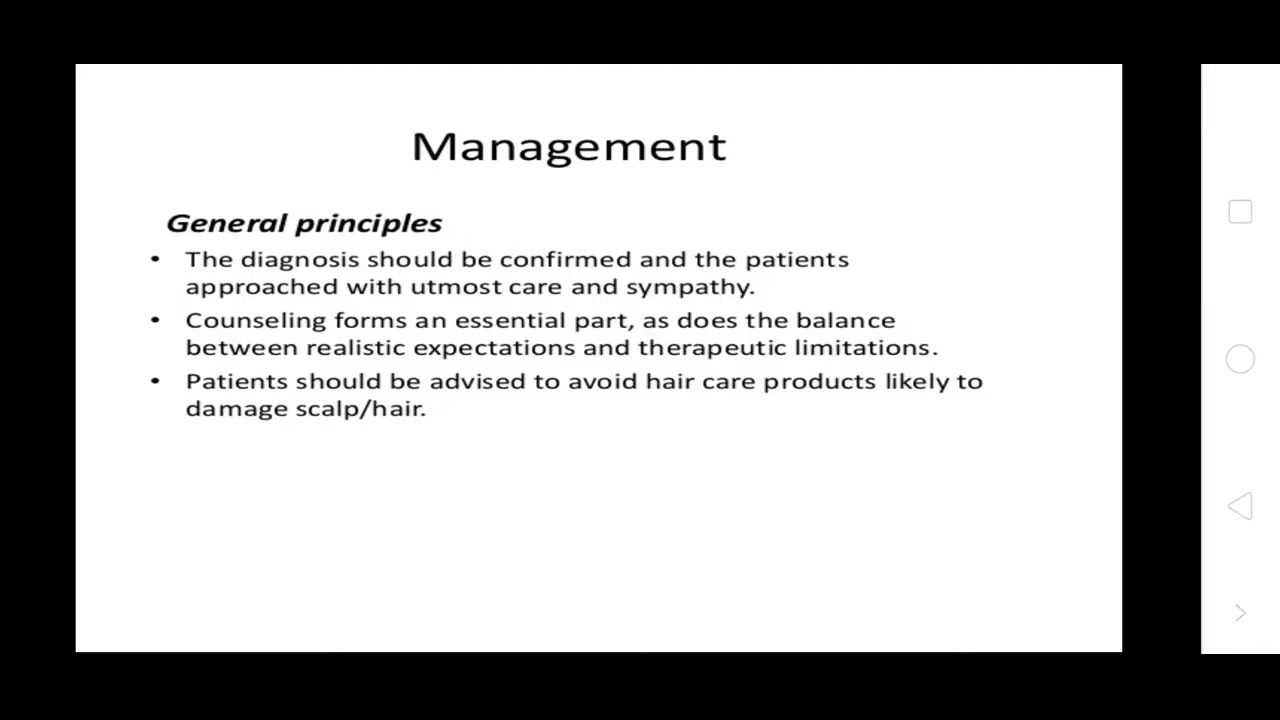 Management
General principles
• The diagnosis should be confirmed and the patients
approached with utmost care and sympathy.
• Counseling forms an essential part, as does the balance
between realistic expectations and therapeutic limitations.
• Patients should be advised to avoid hair care products likely to
damage scalp/hair.